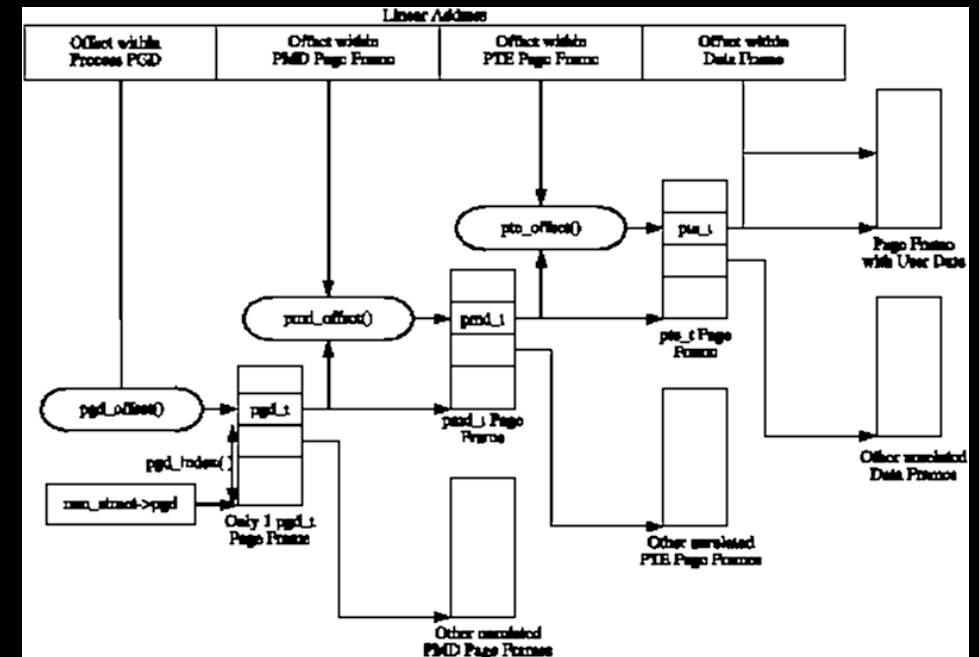 Linear Address
Offset within
Process PGD
Offset within
PMD Page Frame
Offset within
PTE Page Frame
Offset within
Data Frame
pte_offset()
pte_t
Page Frame
with User Data
pmd_offset()
pmd_t
pte_t Page
Frame
pgd_offset()
pgd_t
pmd_t Page
Frame
pgd_index()
Other unrelated
Data Frames
mm_struct->pgd
Only 1 pgd_t
Page Frame
Other unrelated
PTE Page Frames
Other unrelated
PMD Page Frames